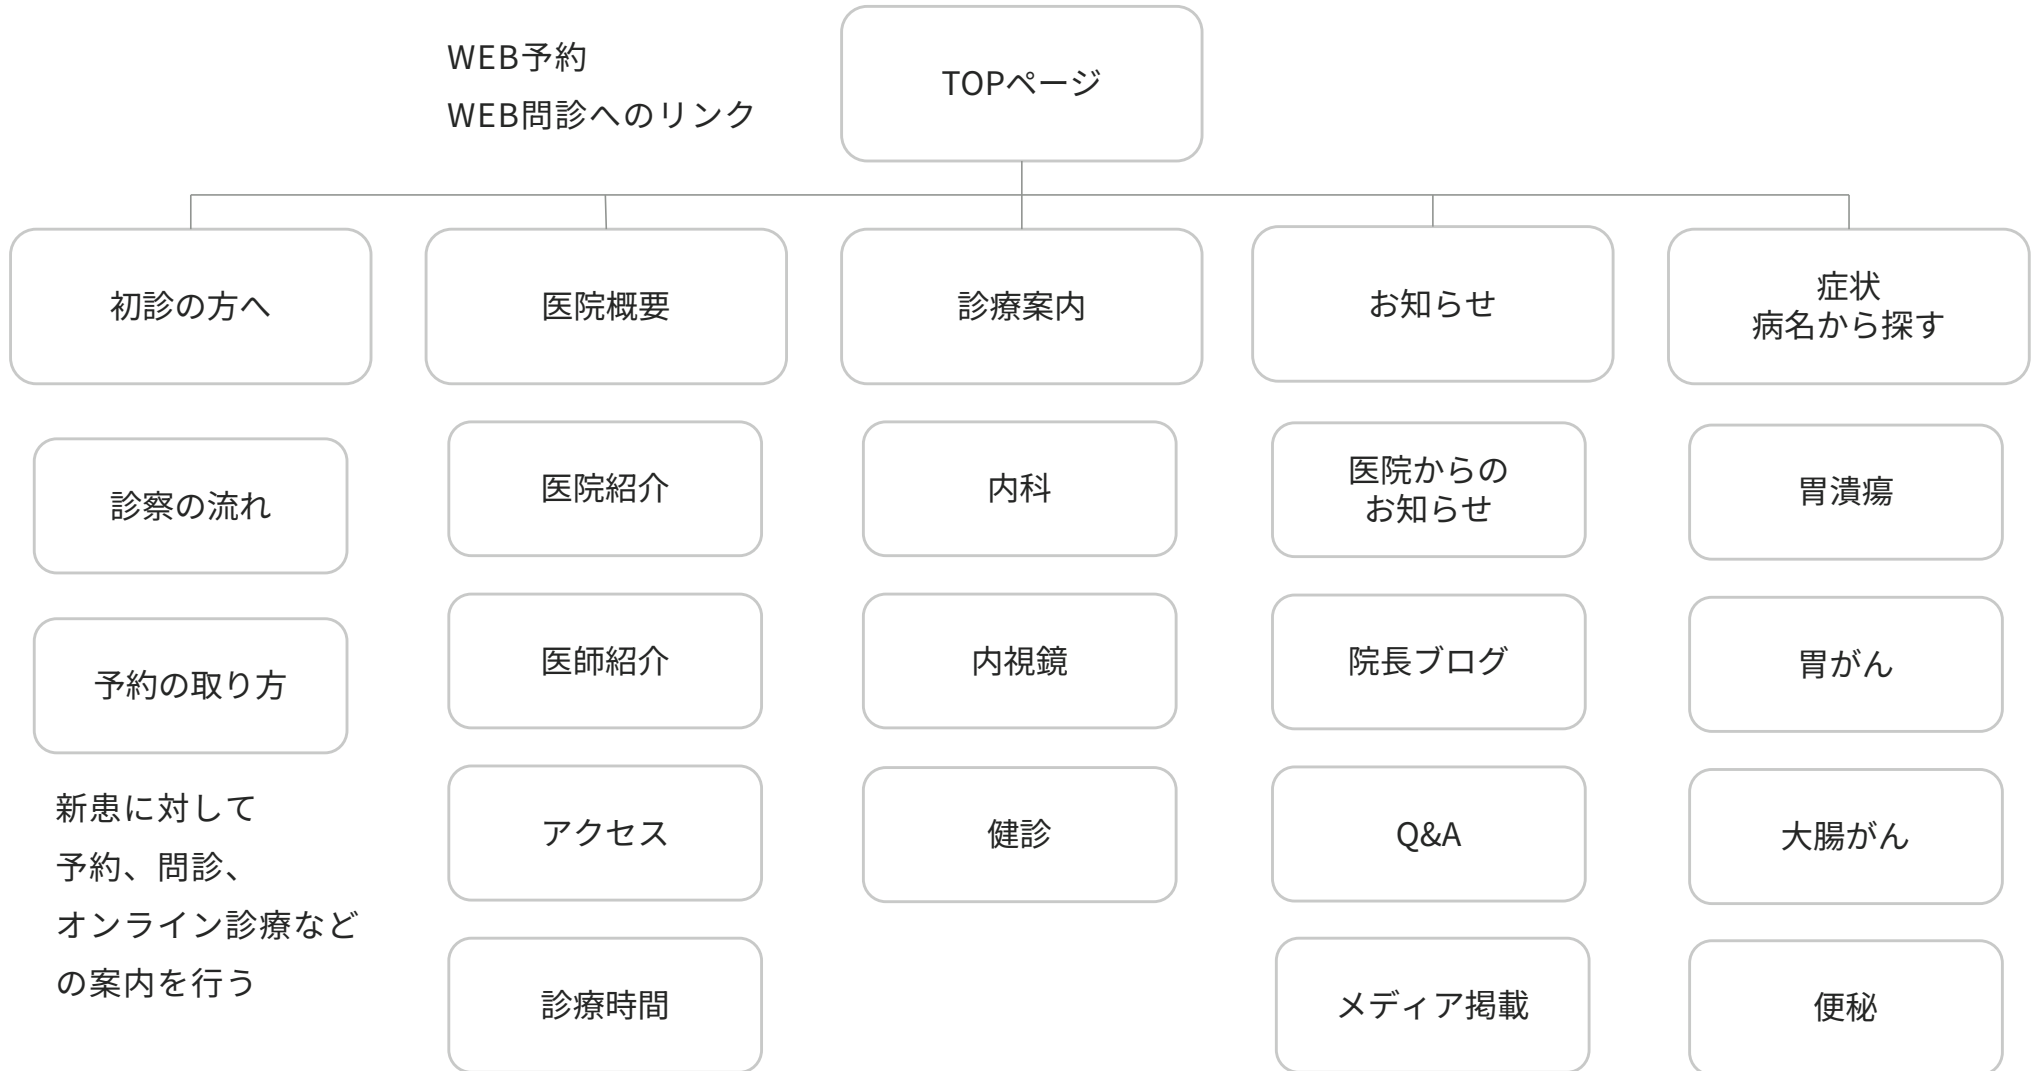 WEB予約
WEB問診へのリンク
TOPページ
初診の方へ
医院概要
診療案内
お知らせ
症状
病名から探す
診察の流れ
予約の取り方
新患に対して
予約、問診、
オンライン診療など
の案内を行う
医院紹介
医師紹介
アクセス
診療時間
内科
内視鏡
健診
医院からの
お知らせ
院長ブログ
Q&A
メディア掲載
胃潰瘍
胃がん
大腸がん
便秘